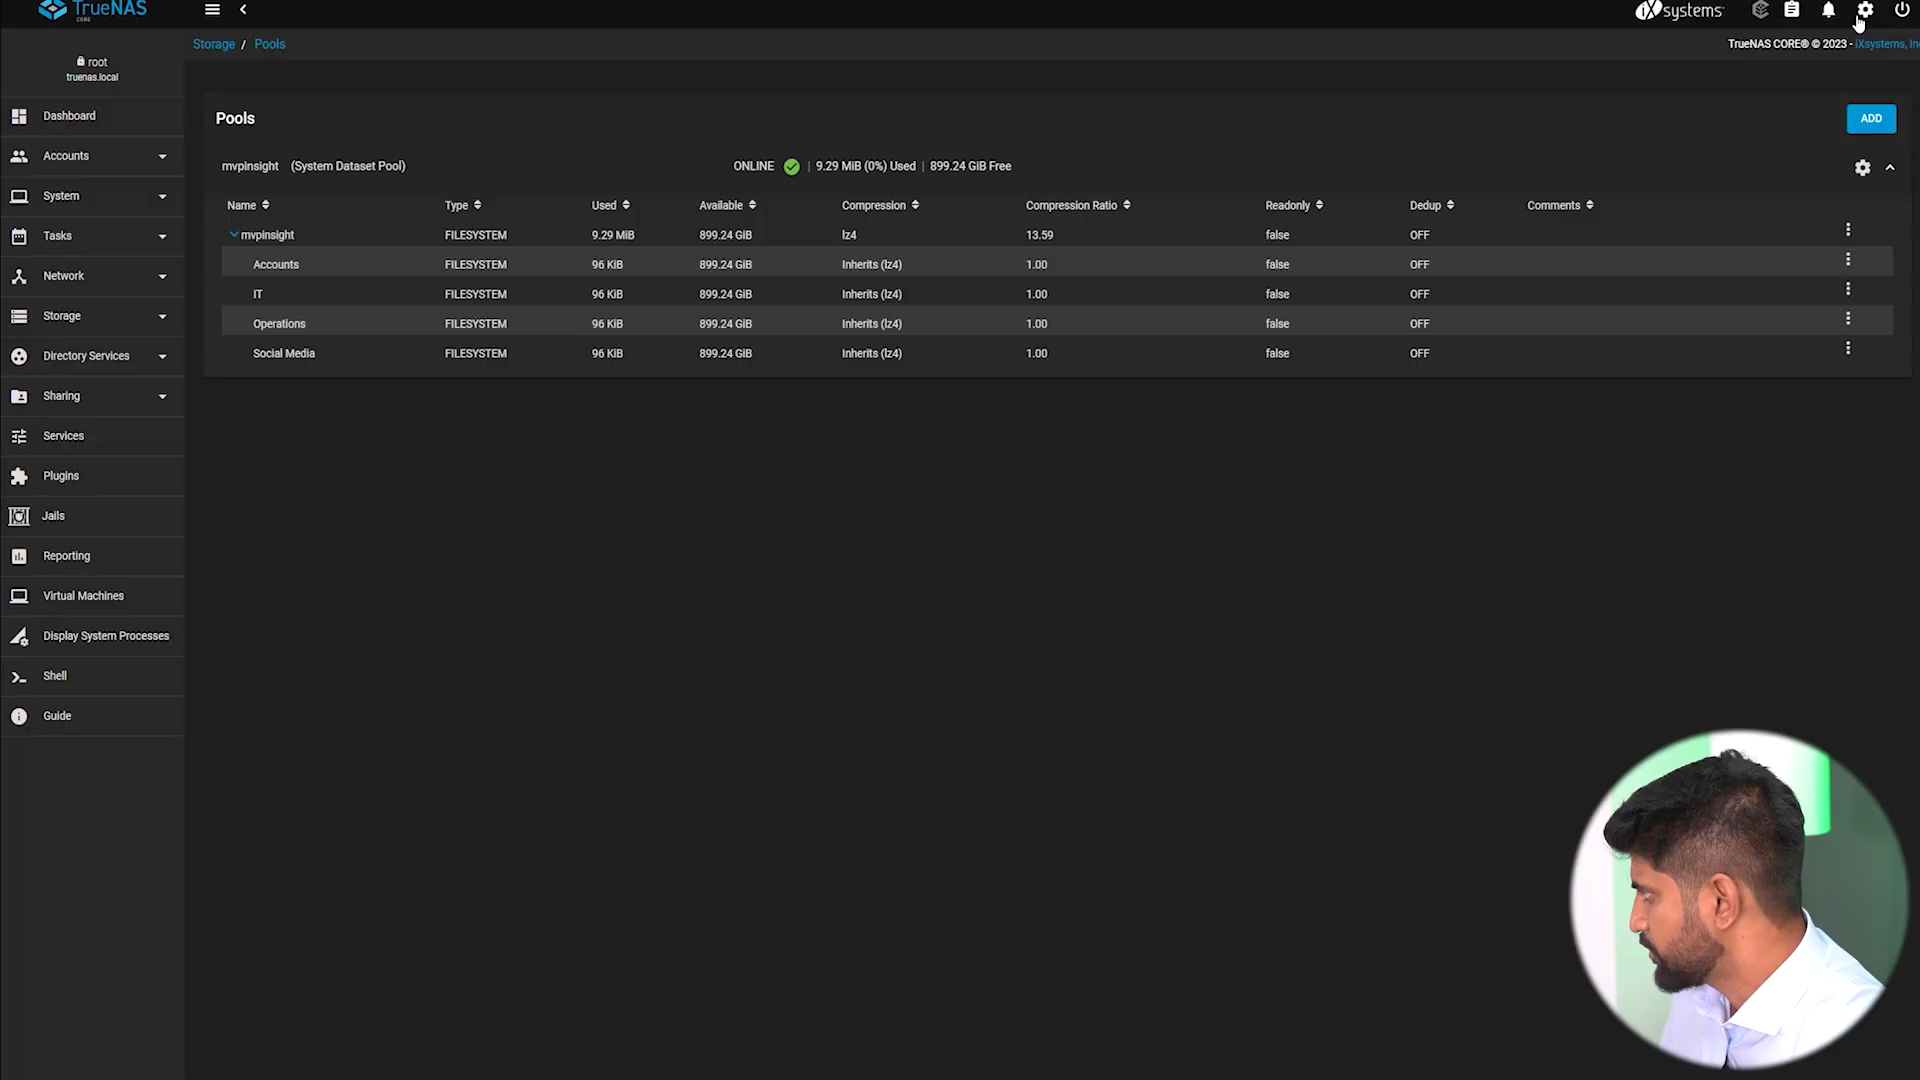 TrueNAS
CORE
iXsystems
Storage / Pools
TrueNAS CORE® © 2023 - iXsystems, Inc
root
truenas.local
Dashboard
Accounts
System
Tasks
Network
Storage
Directory Services
Sharing
Services
Plugins
Jails
Reporting
Virtual Machines
Display System Processes
Shell
Guide
Pools
ADD
mvpinsight (System Dataset Pool) ONLINE | 9.29 MiB (0%) Used | 899.24 GiB Free
Name Type Used Available Compression Compression Ratio Readonly Dedup Comments
mvpinsight FILESYSTEM 9.29 MiB 899.24 GiB lz4 13.59 false OFF
Accounts FILESYSTEM 96 KiB 899.24 GiB Inherits (lz4) 1.00 false OFF
IT FILESYSTEM 96 KiB 899.24 GiB Inherits (lz4) 1.00 false OFF
Operations FILESYSTEM 96 KiB 899.24 GiB Inherits (lz4) 1.00 false OFF
Social Media FILESYSTEM 96 KiB 899.24 GiB Inherits (lz4) 1.00 false OFF